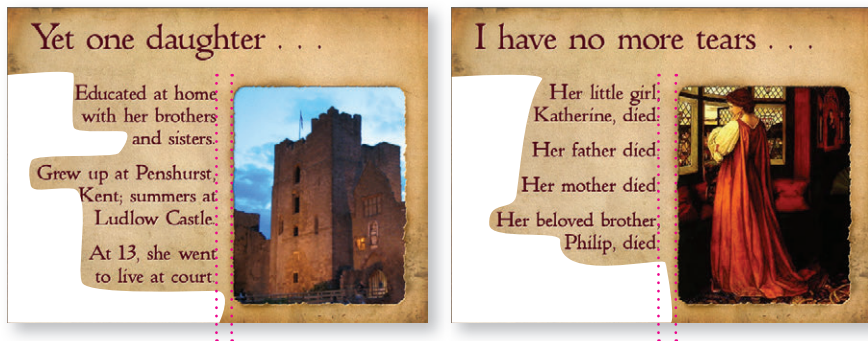 Yet one daughter . . .
Educated at home
with her brothers
and sisters.
Grew up at Penshurst,
Kent; summers at
Ludlow Castle.
At 13, she went
to live at court.
I have no more tears . . .
Her little girl,
Katherine, died.
Her father died.
Her mother died.
Her beloved brother,
Philip, died.